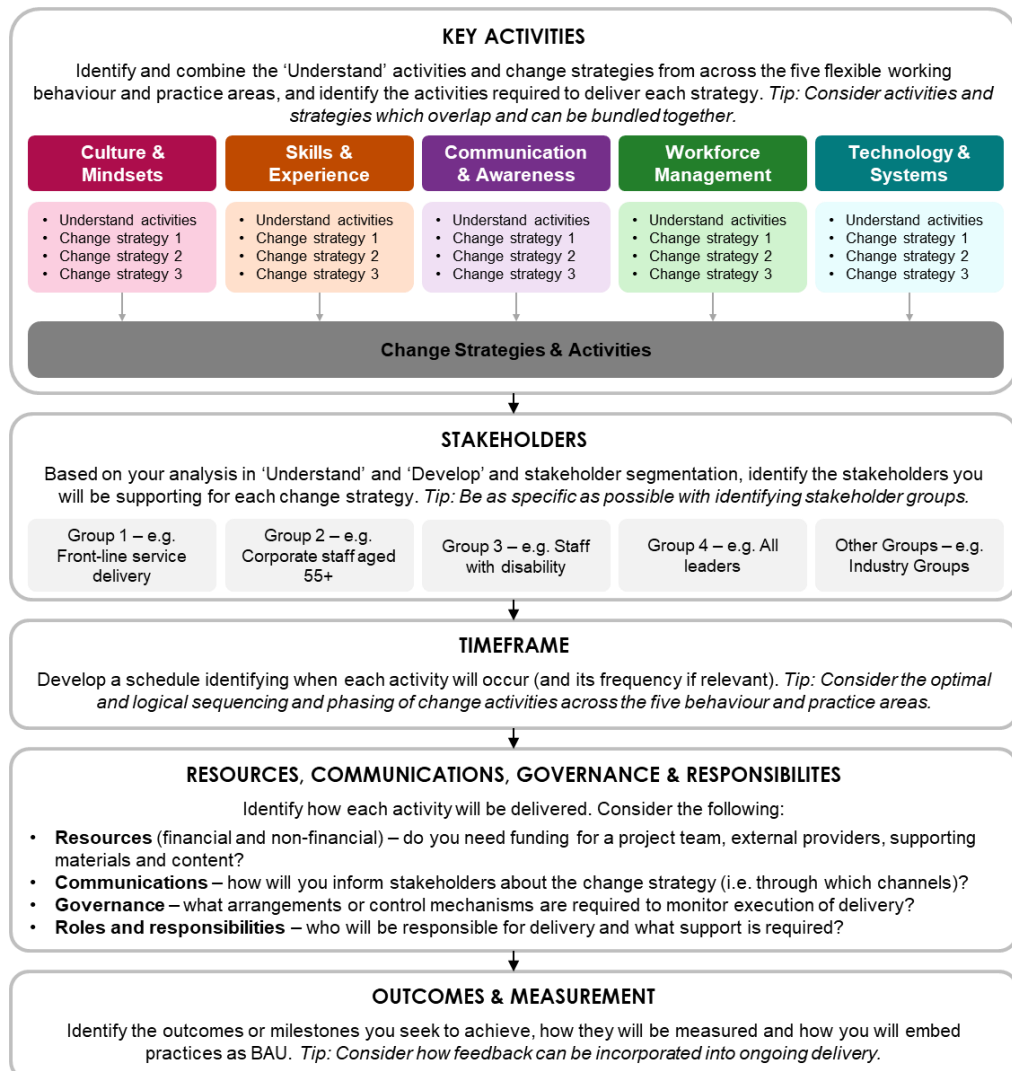 KEY ACTIVITIES
Identify and combine the ‘Understand’ activities and change strategies from across the five flexible working
behaviour and practice areas, and identify the activities required to deliver each strategy. Tip: Consider activities and
strategies which overlap and can be bundled together.
Culture &
Mindsets
• Understand activities
• Change strategy 1
• Change strategy 2
• Change strategy 3
Skills &
Experience
• Understand activities
• Change strategy 1
• Change strategy 2
• Change strategy 3
Communication
& Awareness
• Understand activities
• Change strategy 1
• Change strategy 2
• Change strategy 3
Workforce
Management
• Understand activities
• Change strategy 1
• Change strategy 2
• Change strategy 3
Technology &
Systems
• Understand activities
• Change strategy 1
• Change strategy 2
• Change strategy 3
Change Strategies & Activities
STAKEHOLDERS
Based on your analysis in ‘Understand’ and ‘Develop’ and stakeholder segmentation, identify the stakeholders you
will be supporting for each change strategy. Tip: Be as specific as possible with identifying stakeholder groups.
Group 1 – e.g.
Front-line service
delivery
Group 2 – e.g.
Corporate staff aged
55+
Group 3 – e.g. Staff
with disability
Group 4 – e.g. All
leaders
Other Groups – e.g.
Industry Groups
TIMEFRAME
Develop a schedule identifying when each activity will occur (and its frequency if relevant). Tip: Consider the optimal
and logical sequencing and phasing of change activities across the five behaviour and practice areas.
RESOURCES, COMMUNICATIONS, GOVERNANCE & RESPONSIBILITES
Identify how each activity will be delivered. Consider the following:
• Resources (financial and non-financial) – do you need funding for a project team, external providers, supporting
materials and content?
• Communications – how will you inform stakeholders about the change strategy (i.e. through which channels)?
• Governance – what arrangements or control mechanisms are required to monitor execution of delivery?
• Roles and responsibilities – who will be responsible for delivery and what support is required?
OUTCOMES & MEASUREMENT
Identify the outcomes or milestones you seek to achieve, how they will be measured and how you will embed
practices as BAU. Tip: Consider how feedback can be incorporated into ongoing delivery.